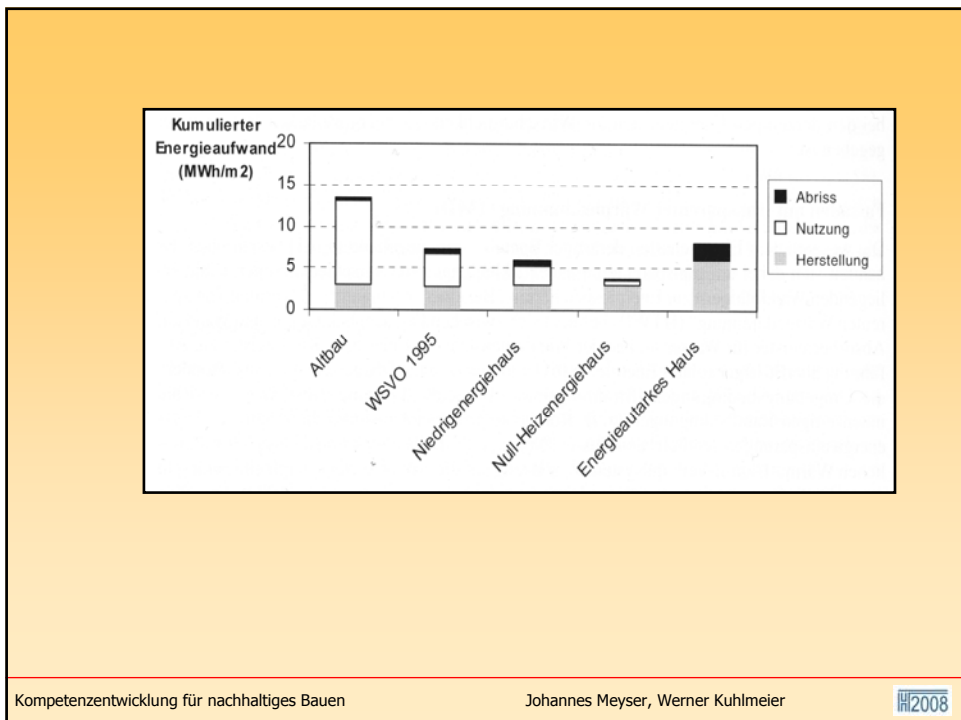 Kumulierter
Energieaufwand
(MWh/m2)
20
15
10
5
0
Altbau
WSVO 1995
Niedrigenergiehaus
Null-Heizenergiehaus
Energieautarkes Haus
Abriss
Nutzung
Herstellung
Kompetenzentwicklung für nachhaltiges Bauen
Johannes Meyser, Werner Kuhlmeier
2008